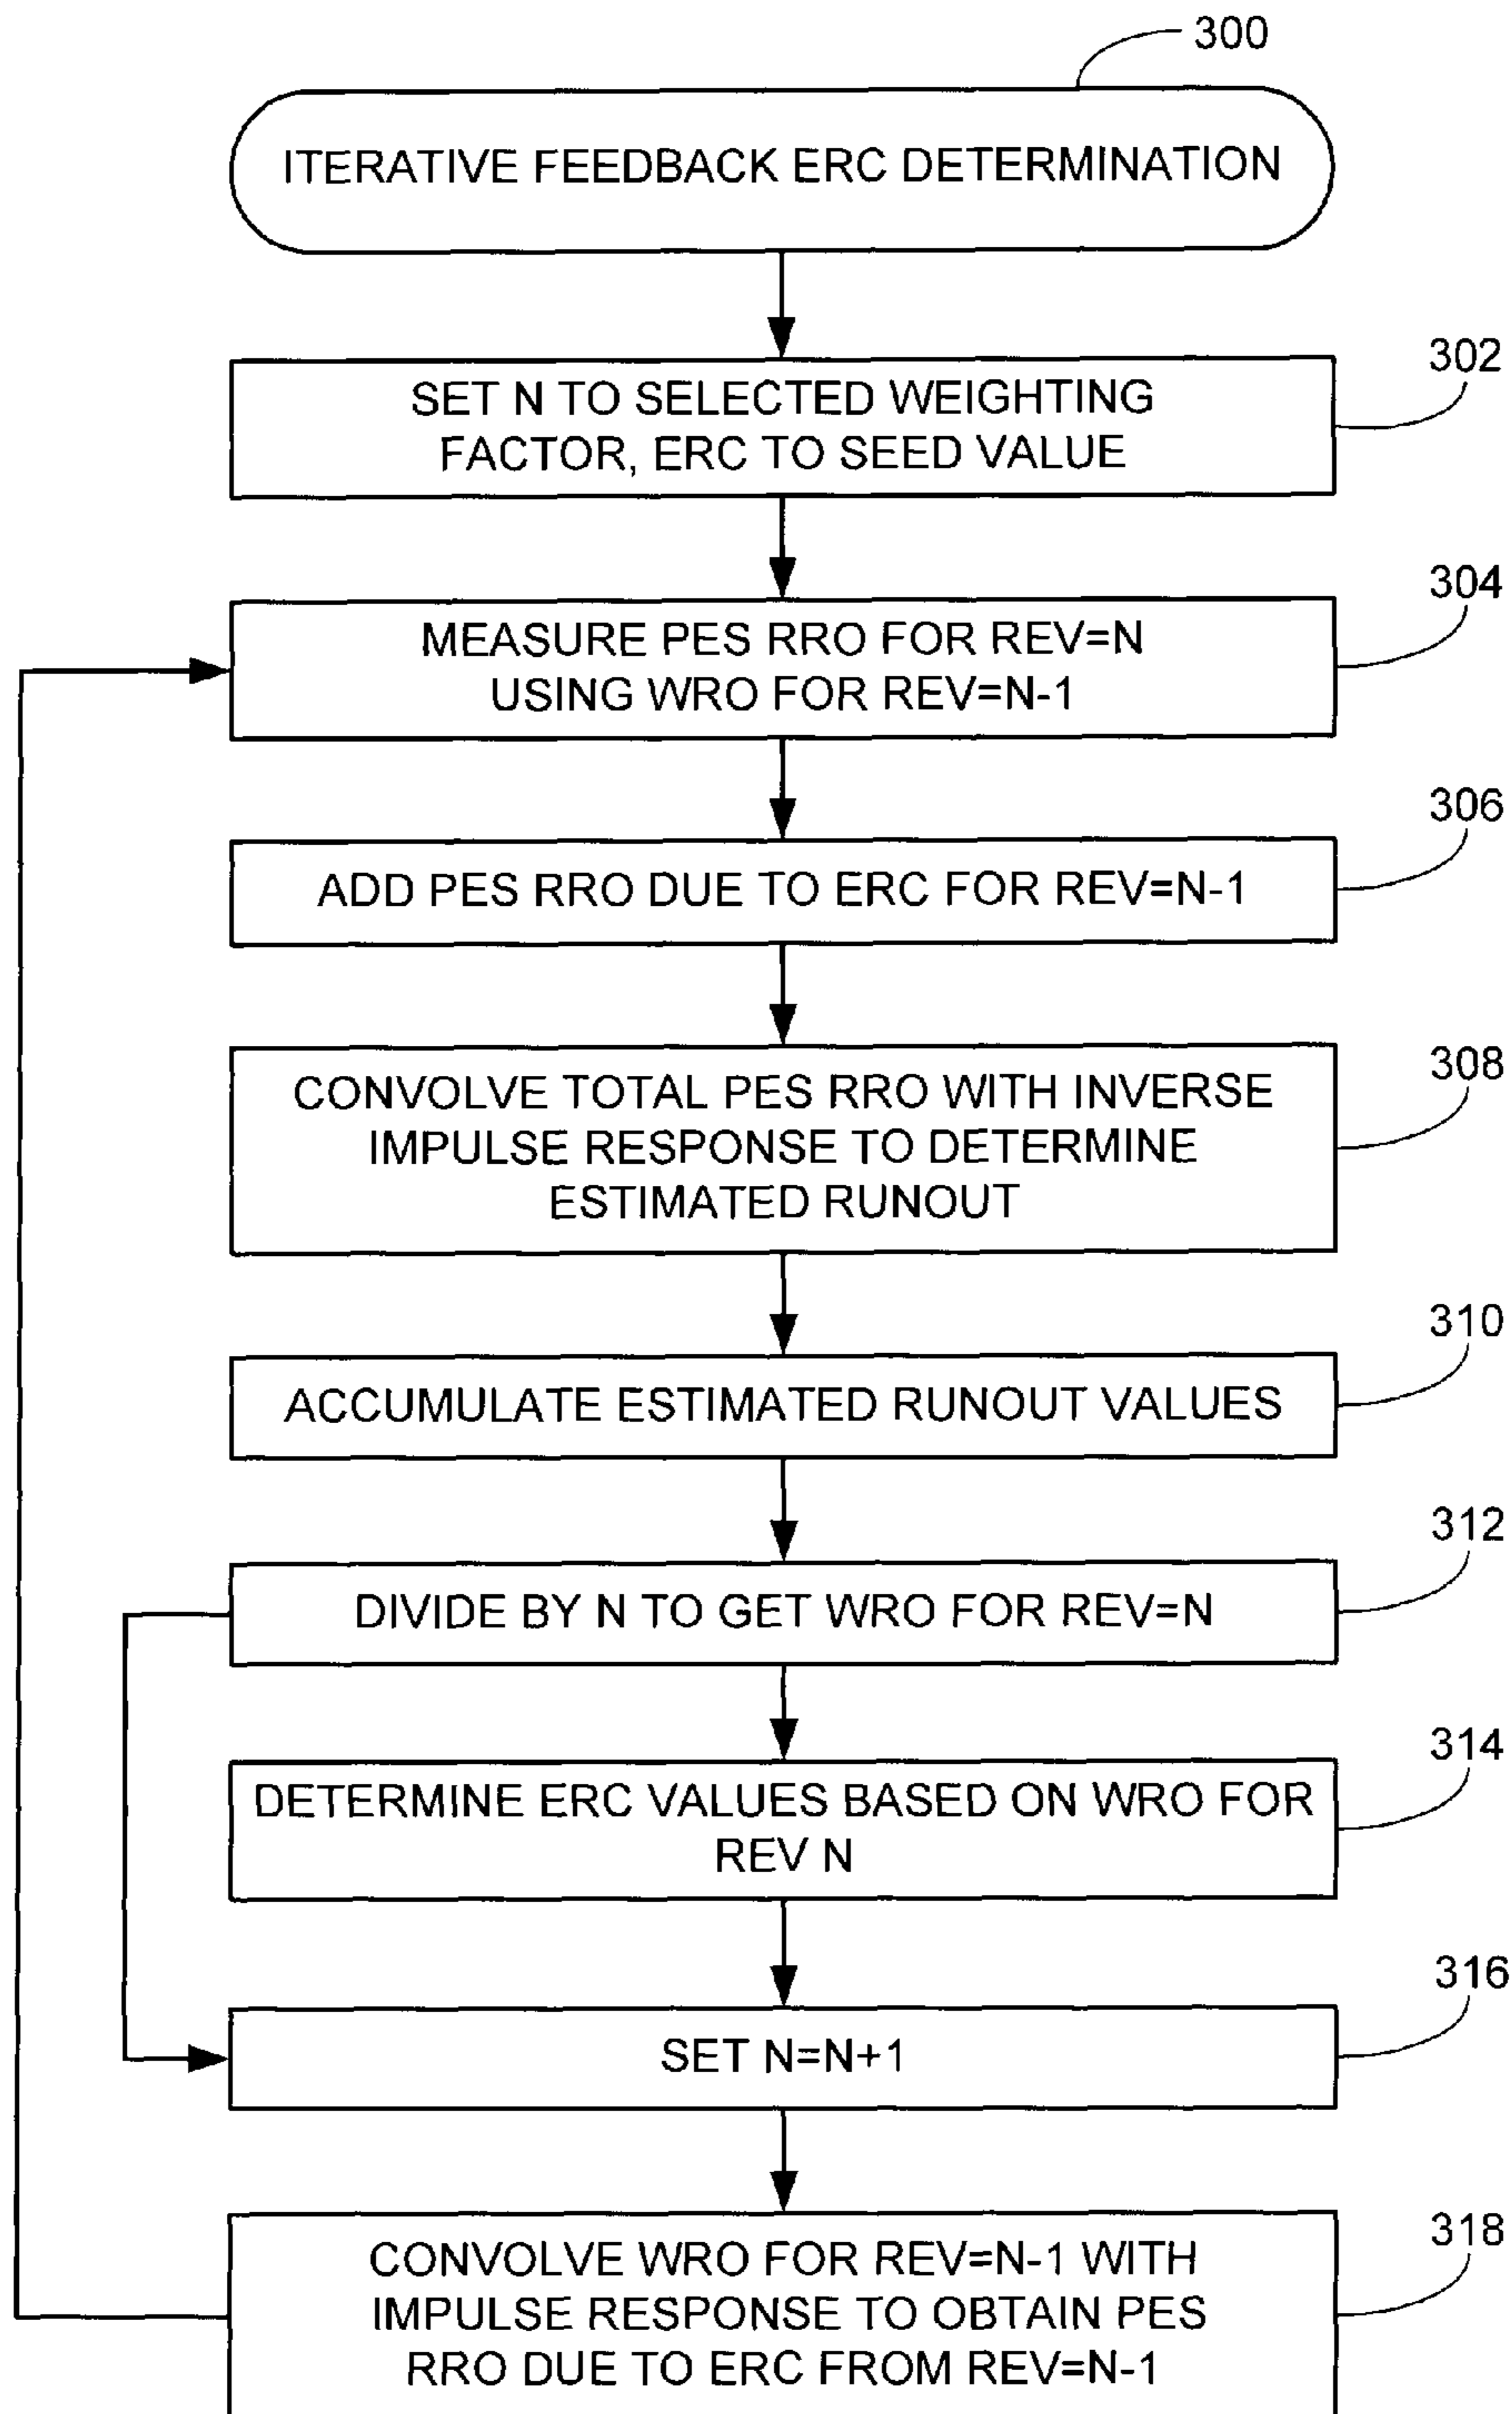 300
ITERATIVE FEEDBACK ERC DETERMINATION
302
SET N TO SELECTED WEIGHTING
FACTOR, ERC TO SEED VALUE
304
MEASURE PES RRO FOR REV=N
USING WRO FOR REV=N-1
306
ADD PES RRO DUE TO ERC FOR REV=N-1
308
CONVOLVE TOTAL PES RRO WITH INVERSE
IMPULSE RESPONSE TO DETERMINE
ESTIMATED RUNOUT
310
ACCUMULATE ESTIMATED RUNOUT VALUES
312
DIVIDE BY N TO GET WRO FOR REV=N
314
DETERMINE ERC VALUES BASED ON WRO FOR
REV N
316
SET N=N+1
318
CONVOLVE WRO FOR REV=N-1 WITH
IMPULSE RESPONSE TO OBTAIN PES
RRO DUE TO ERC FROM REV=N-1